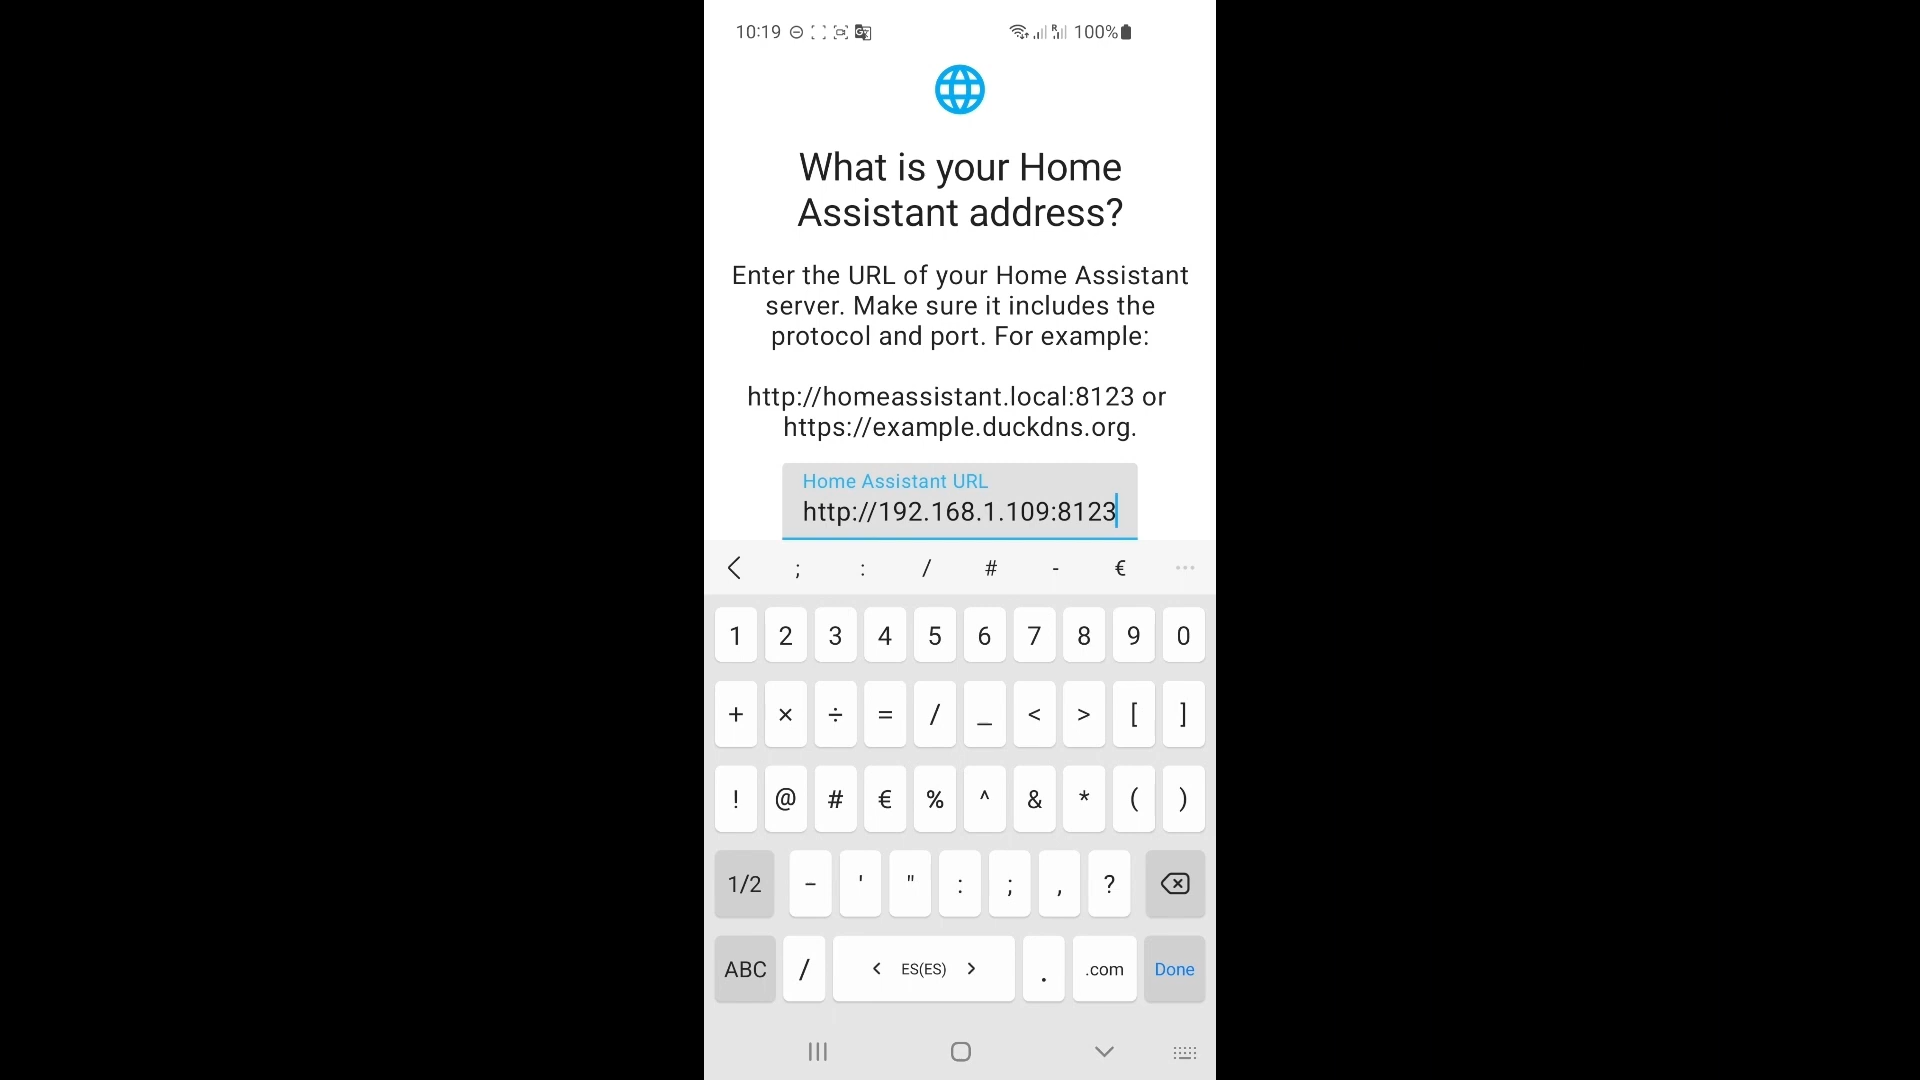 10:19 100%
What is your Home
Assistant address?
Enter the URL of your Home Assistant
server. Make sure it includes the
protocol and port. For example:
http://homeassistant.local:8123 or
https://example.duckdns.org.
Home Assistant URL
http://192.168.1.109:8123
; : / # - € ...
1 2 3 4 5 6 7 8 9 0
+ × ÷ = / _ < > [ ]
! @ # € % ^ & * ( )
1/2 - ' " : ; , ?
ABC / < ES(ES) > . .com Done